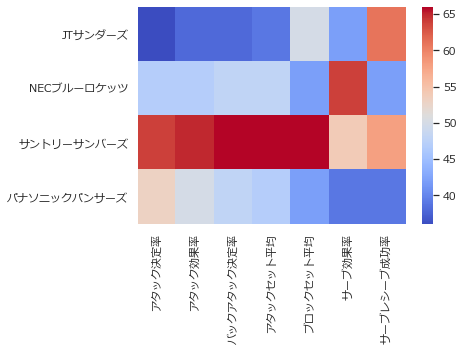 JTサンダーズ
NECブルーロケッツ
サントリーサンバーズ
パナソニックパンサーズ
アタック決定率
アタック効果率
バックアタック決定率
アタックセット平均
ブロックセット平均
サーブ効果率
サーブレシーブ成功率
65
60
55
50
45
40